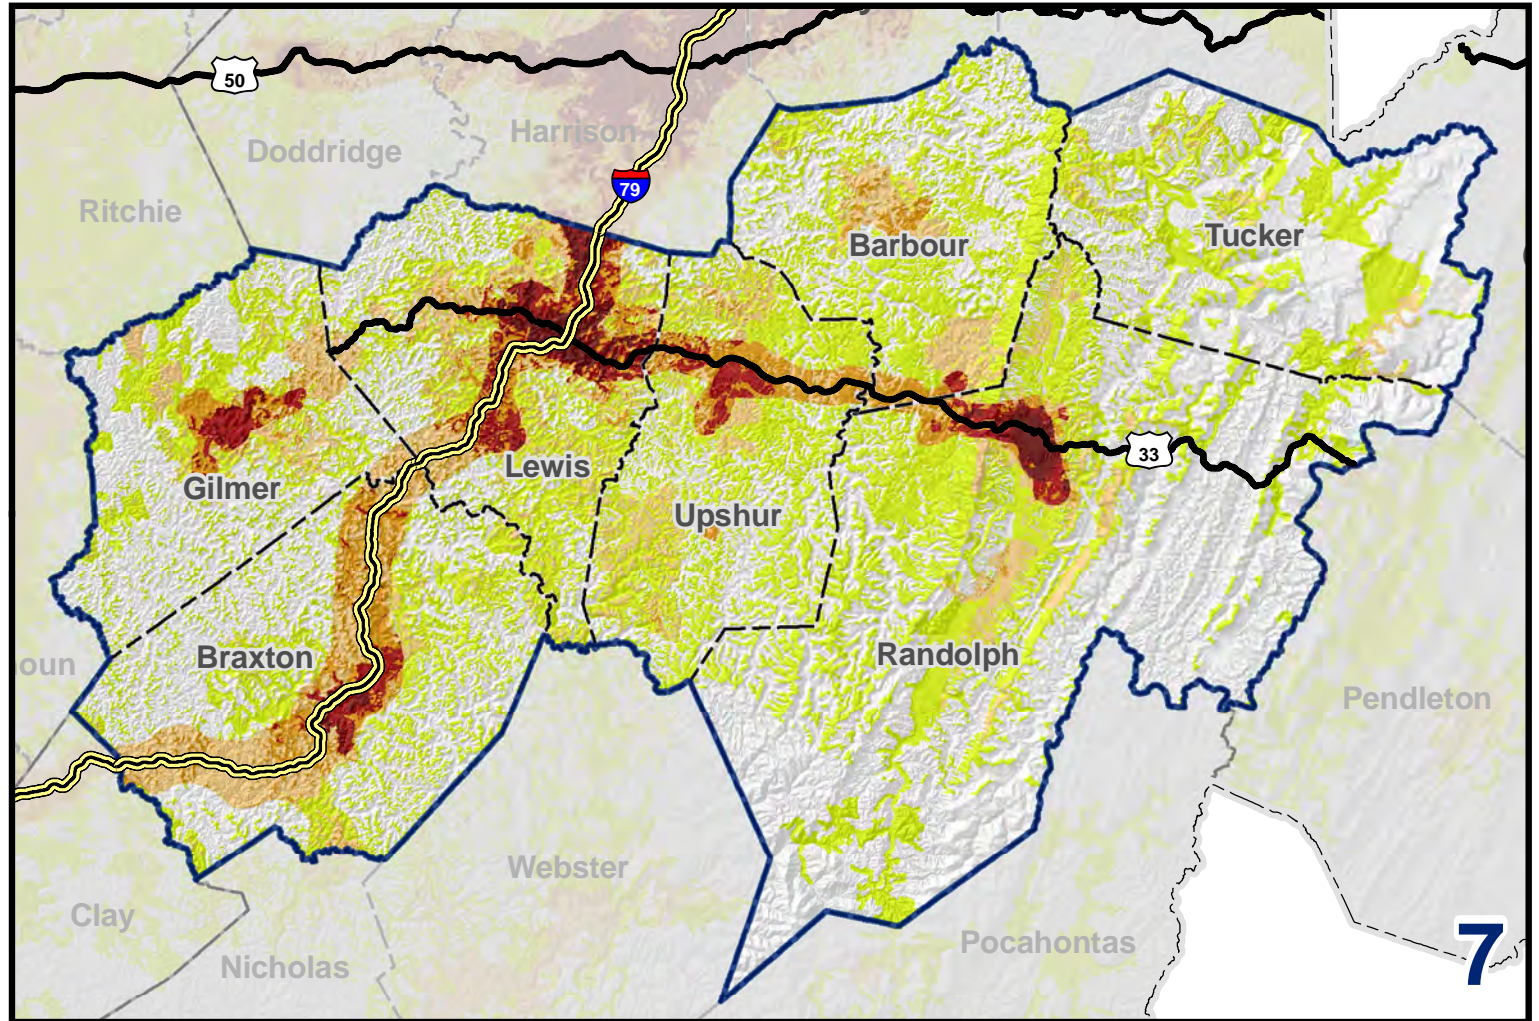 50
Doddridge
Harrison
79
Ritchie
Barbour
Tucker
Lewis
33
Gilmer
Upshur
Braxton
Randolph
oun
Pendleton
Webster
Clay
Pocahontas
Nicholas
7